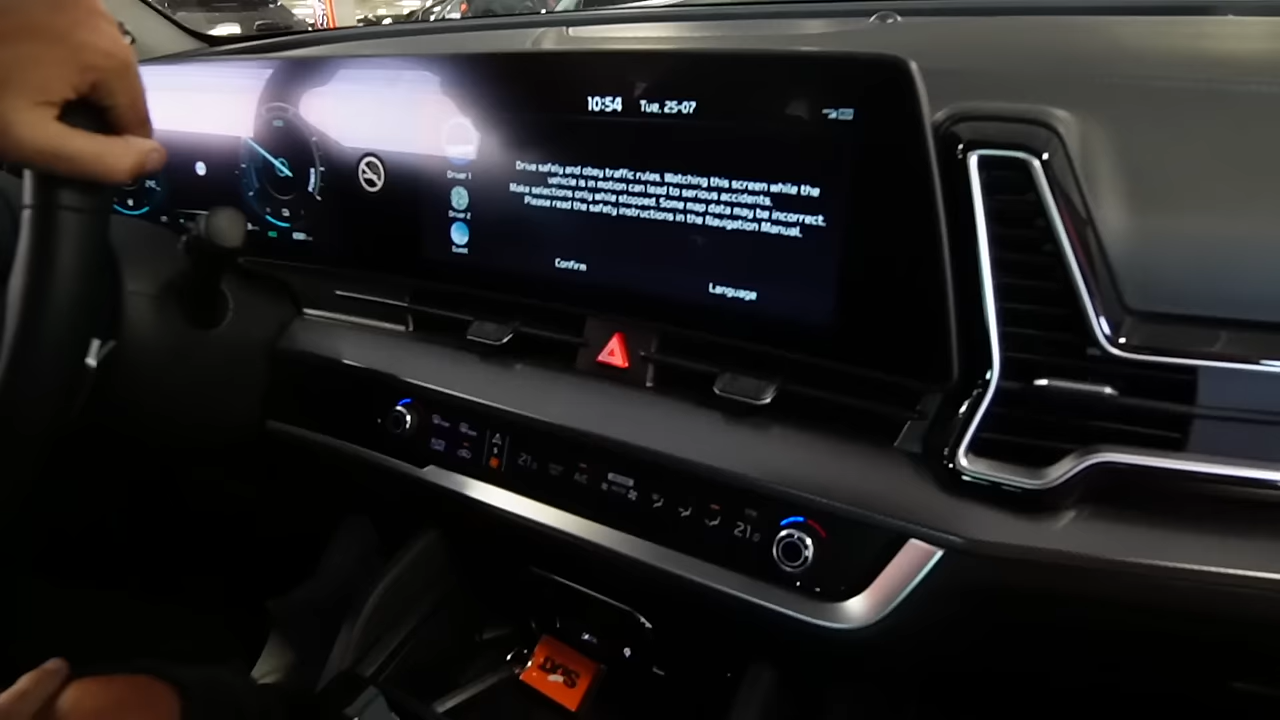 10:54 Tue, 25-07
Drive safely and obey traffic rules. Watching this screen while the
vehicle is in motion can lead to serious accidents.
Make selections only while stopped. Some map data may be incorrect.
Please read the safety instructions in the Navigation Manual.
Driver 1
Driver 2
Guest
Confirm
Language
21
21